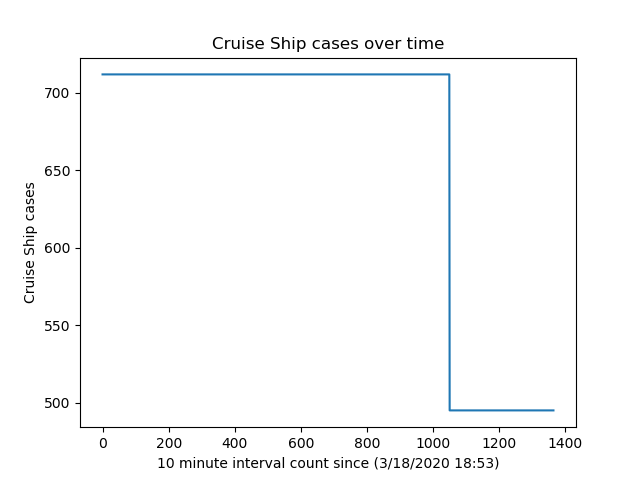 Cruise Ship cases over time
700
650
600
550
500
Cruise Ship cases
0 200 400 600 800 1000 1200 1400
10 minute interval count since (3/18/2020 18:53)